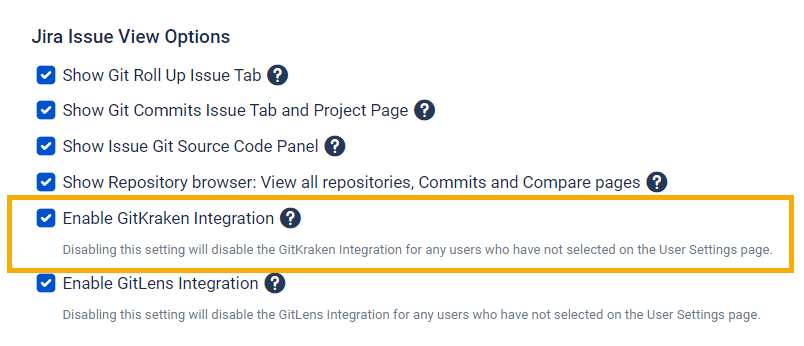 Jira Issue View Options
Show Git Roll Up Issue Tab ?
Show Git Commits Issue Tab and Project Page ?
Show Issue Git Source Code Panel ?
Show Repository browser: View all repositories, Commits and Compare pages ?
Enable GitKraken Integration ?
Disabling this setting will disable the GitKraken Integration for any users who have not selected on the User Settings page.
Enable GitLens Integration ?
Disabling this setting will disable the GitLens Integration for any users who have not selected on the User Settings page.